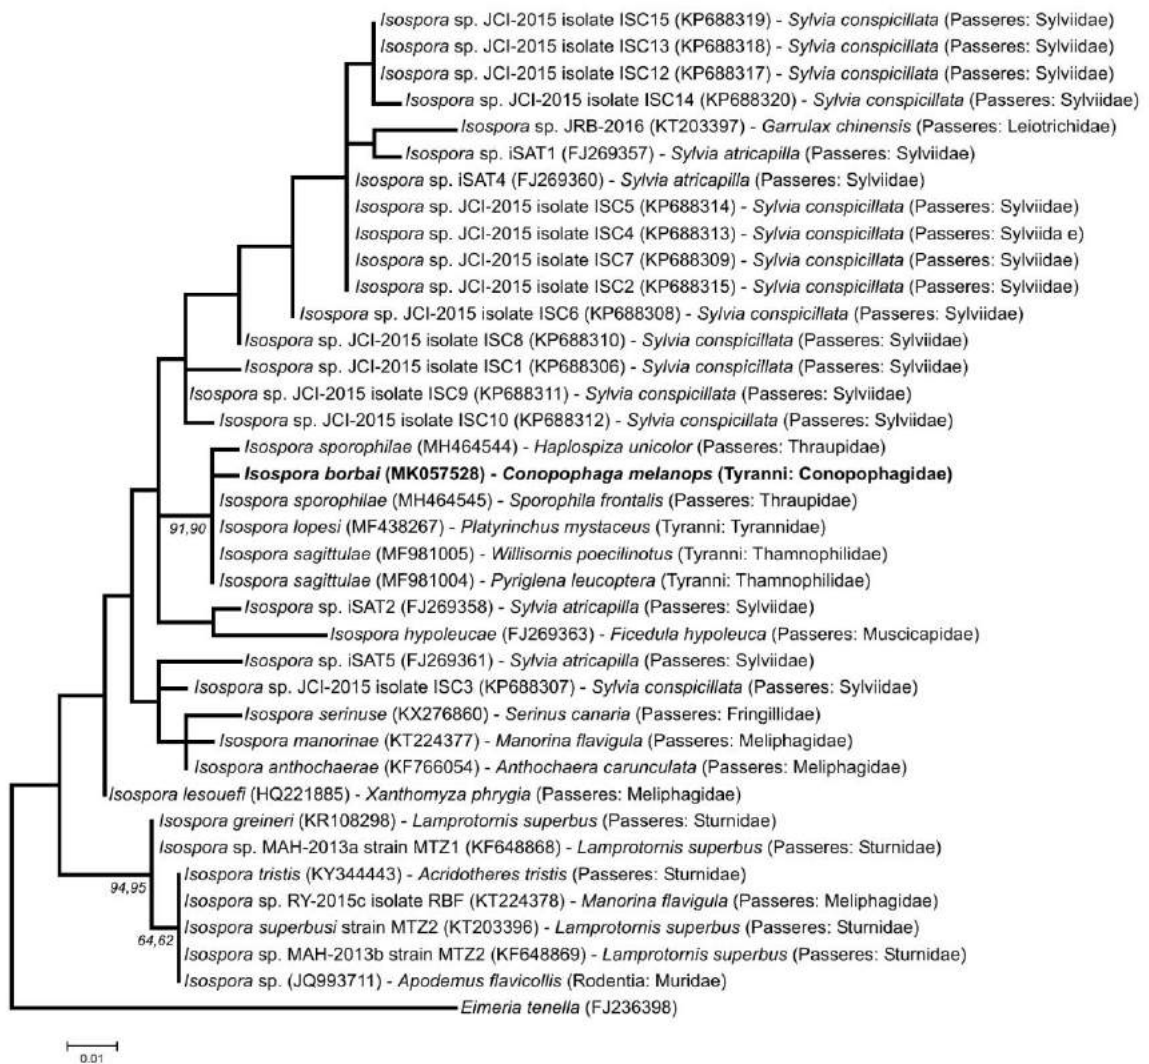 Isospora sp. JCI-2015 isolate ISC15 (KP688319) - Sylvia conspicillata (Passeres: Sylviidae)
Isospora sp. JCI-2015 isolate ISC13 (KP688318) - Sylvia conspicillata (Passeres: Sylviidae)
Isospora sp. JCI-2015 isolate ISC12 (KP688317) - Sylvia conspicillata (Passeres: Sylviidae)
Isospora sp. JCI-2015 isolate ISC14 (KP688320) - Sylvia conspicillata (Passeres: Sylviidae)
Isospora sp. JRB-2016 (KT203397) - Garrulax chinensis (Passeres: Leiotrichidae)
Isospora sp. iSAT1 (FJ269357) - Sylvia atricapilla (Passeres: Sylviidae)
Isospora sp. iSAT4 (FJ269360) - Sylvia atricapilla (Passeres: Sylviidae)
Isospora sp. JCI-2015 isolate ISC5 (KP688314) - Sylvia conspicillata (Passeres: Sylviidae)
Isospora sp. JCI-2015 isolate ISC4 (KP688313) - Sylvia conspicillata (Passeres: Sylviida e)
Isospora sp. JCI-2015 isolate ISC7 (KP688309) - Sylvia conspicillata (Passeres: Sylviidae)
Isospora sp. JCI-2015 isolate ISC2 (KP688315) - Sylvia conspicillata (Passeres: Sylviidae)
Isospora sp. JCI-2015 isolate ISC6 (KP688308) - Sylvia conspicillata (Passeres: Sylviidae)
Isospora sp. JCI-2015 isolate ISC8 (KP688310) - Sylvia conspicillata (Passeres: Sylviidae)
Isospora sp. JCI-2015 isolate ISC1 (KP688306) - Sylvia conspicillata (Passeres: Sylviidae)
Isospora sp. JCI-2015 isolate ISC9 (KP688311) - Sylvia conspicillata (Passeres: Sylviidae)
Isospora sp. JCI-2015 isolate ISC10 (KP688312) - Sylvia conspicillata (Passeres: Sylviidae)
Isospora sporophilae (MH464544) - Haplospiza unicolor (Passeres: Thraupidae)
Isospora borbai (MK057528) - Conopophaga melanops (Tyranni: Conopophagidae)
Isospora sporophilae (MH464545) - Sporophila frontalis (Passeres: Thraupidae)
91,90
Isospora lopesi (MF438267) - Platyrinchus mystaceus (Tyranni: Tyrannidae)
Isospora sagittulae (MF981005) - Willisornis poecilinotus (Tyranni: Thamnophilidae)
Isospora sagittulae (MF981004) - Pyriglena leucoptera (Tyranni: Thamnophilidae)
Isospora sp. iSAT2 (FJ269358) - Sylvia atricapilla (Passeres: Sylviidae)
Isospora hypoleucae (FJ269363) - Ficedula hypoleuca (Passeres: Muscicapidae)
Isospora sp. iSAT5 (FJ269361) - Sylvia atricapilla (Passeres: Sylviidae)
Isospora sp. JCI-2015 isolate ISC3 (KP688307) - Sylvia conspicillata (Passeres: Sylviidae)
Isospora serinuse (KX276860) - Serinus canaria (Passeres: Fringillidae)
Isospora manorinae (KT224377) - Manorina flavigula (Passeres: Meliphagidae)
Isospora anthochaerae (KF766054) - Anthochaera carunculata (Passeres: Meliphagidae)
Isospora lesouefi (HQ221885) - Xanthomyza phrygia (Passeres: Meliphagidae)
Isospora greineri (KR108298) - Lamprotornis superbus (Passeres: Sturnidae)
Isospora sp. MAH-2013a strain MTZ1 (KF648868) - Lamprotornis superbus (Passeres: Sturnidae)
Isospora tristis (KY344443) - Acridotheres tristis (Passeres: Sturnidae)
94,95
Isospora sp. RY-2015c isolate RBF (KT224378) - Manorina flavigula (Passeres: Meliphagidae)
Isospora superbusi strain MTZ2 (KT203396) - Lamprotornis superbus (Passeres: Sturnidae)
64,62
Isospora sp. MAH-2013b strain MTZ2 (KF648869) - Lamprotornis superbus (Passeres: Sturnidae)
Isospora sp. (JQ993711) - Apodemus flavicollis (Rodentia: Muridae)
Eimeria tenella (FJ236398)
0.01